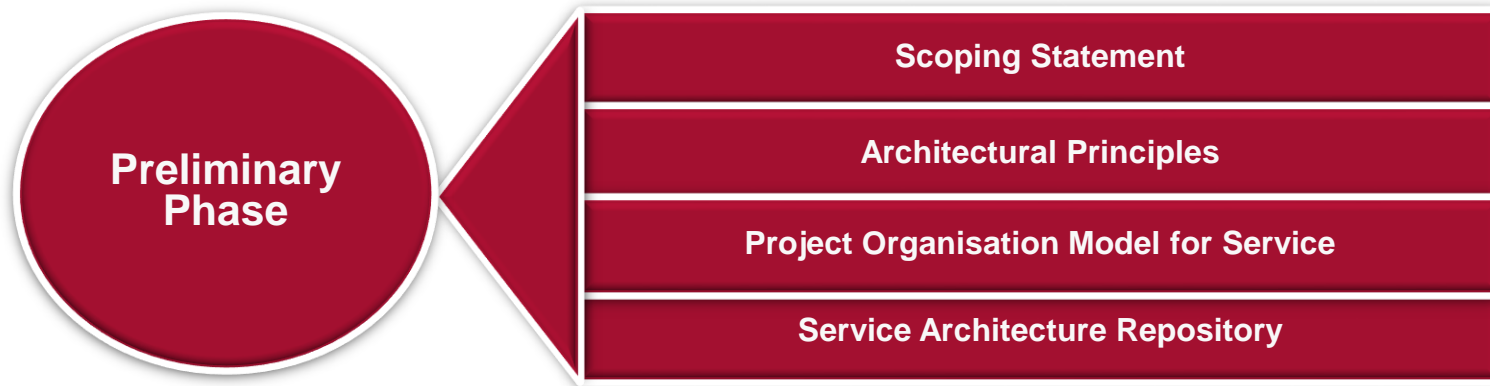 Preliminary
Phase
Scoping Statement
Architectural Principles
Project Organisation Model for Service
Service Architecture Repository